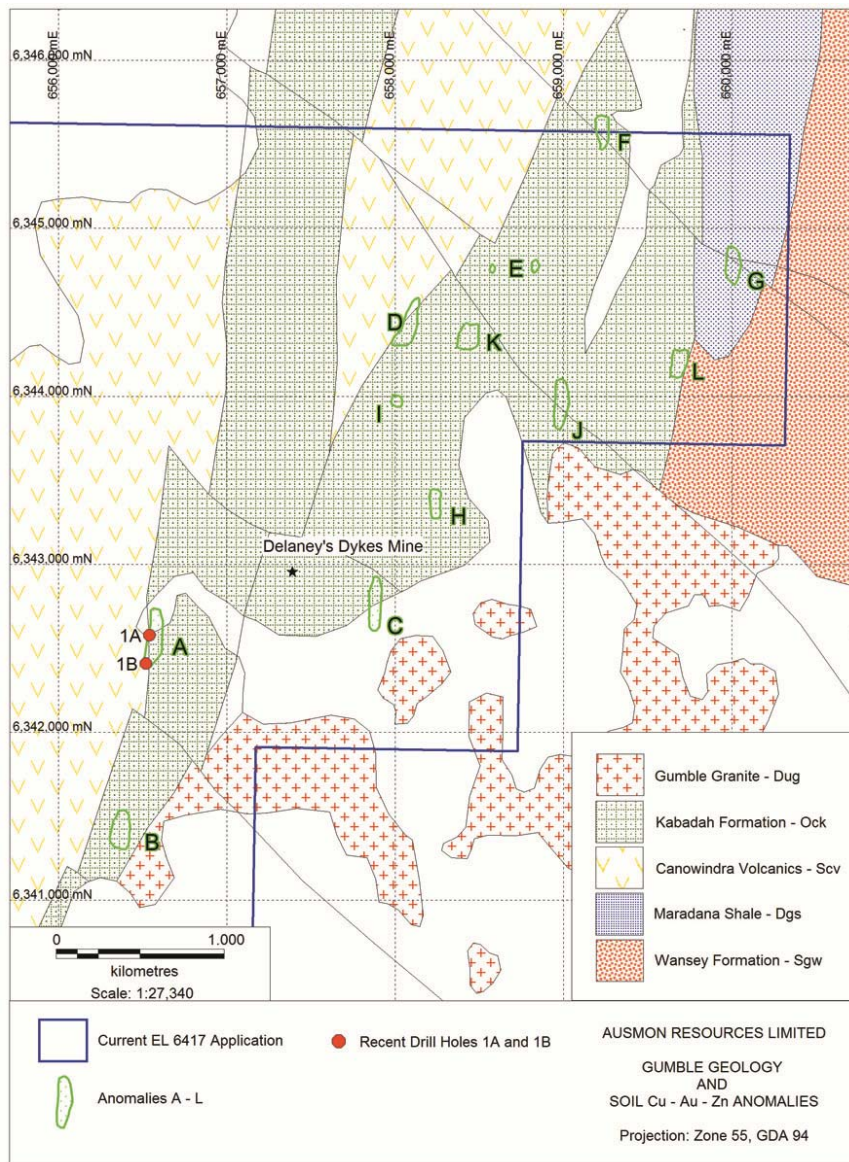 656,000 mE
657,000 mE
658,000 mE
659,000 mE
660,000 mE
6,346,000 mN
F
6,345,000 mN
E
G
D
K
L
6,344,000 mN
I
J
H
6,343,000 mN
Delaney's Dykes Mine
C
1A
A
1B
6,342,000 mN
B
6,341,000 mN
Gumble Granite - Dug
Kabadah Formation - Ock
Canowindra Volcanics - Scv
Maradana Shale - Dgs
Wansey Formation - Sgw
0 1.000
kilometres
Scale: 1:27,340
Current EL 6417 Application
Recent Drill Holes 1A and 1B
Anomalies A - L
AUSMON RESOURCES LIMITED
GUMBLE GEOLOGY
AND
SOIL Cu - Au - Zn ANOMALIES
Projection: Zone 55, GDA 94